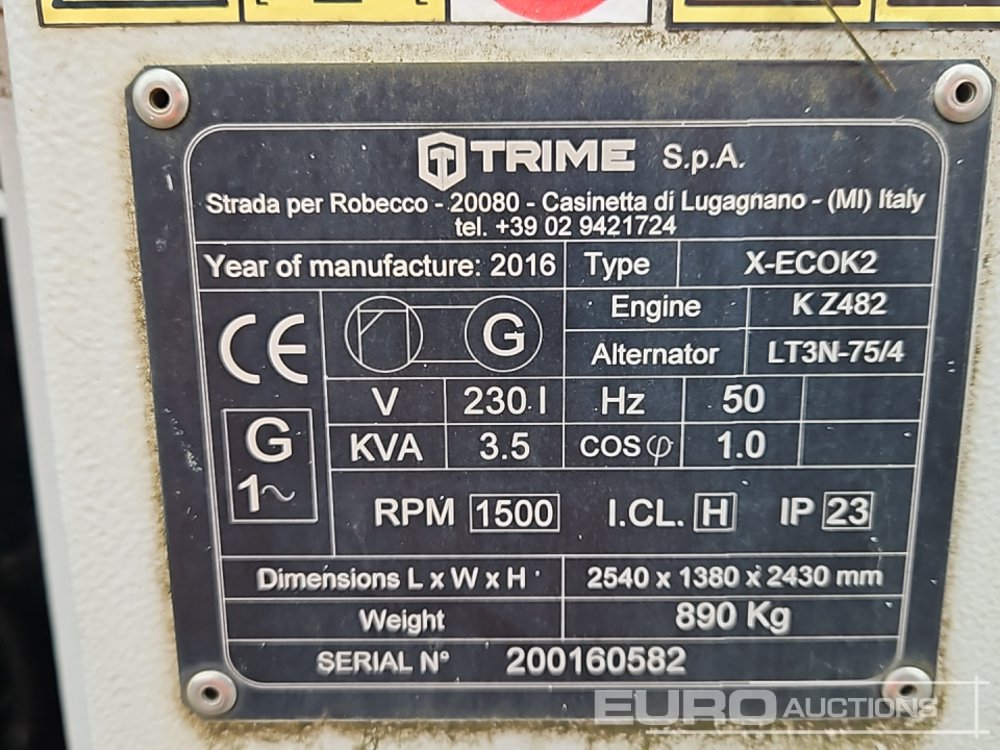 TRIME S.p.A.
Strada per Robecco - 20080 - Casinetta di Lugagnano - (MI) Italy
tel. +39 02 9421724
Year of manufacture: 2016 Type X-ECOK2
CE G Engine K Z482
Alternator LT3N-75/4
V 230 I Hz 50
G 1~ KVA 3.5 COSφ 1.0
RPM 1500 I.CL. H IP 23
Dimensions L x W x H 2540 x 1380 x 2430 mm
Weight 890 Kg
SERIAL N° 200160582
EURO AUCTIONS